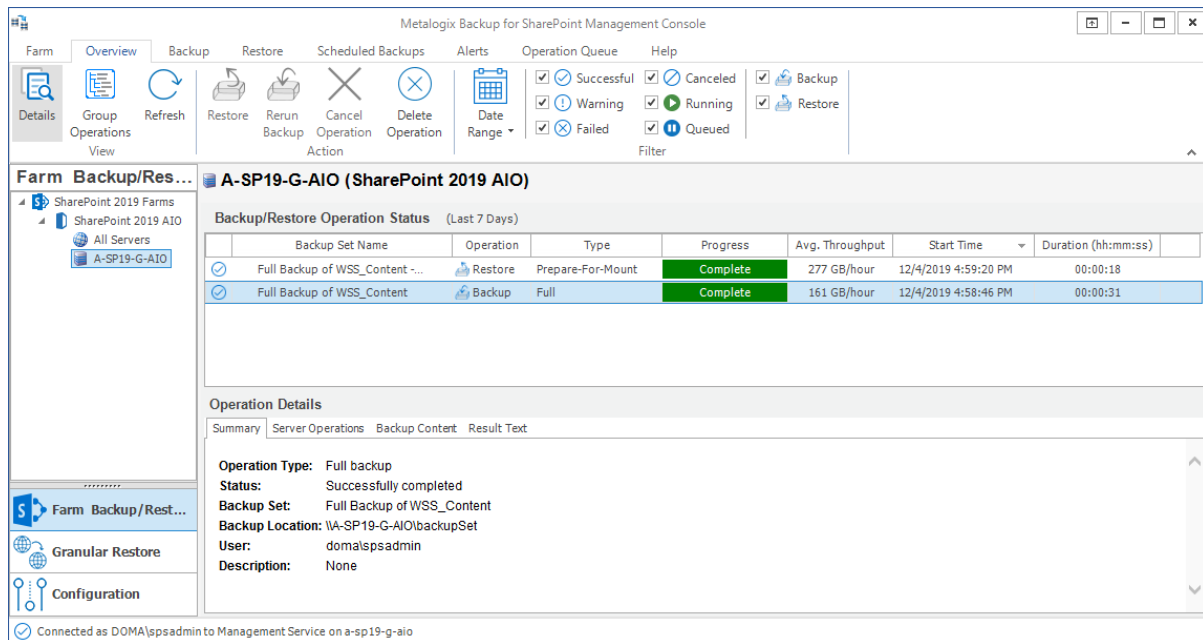 Metalogix Backup for SharePoint Management Console
Farm Overview Backup Restore Scheduled Backups Alerts Operation Queue Help
Details Group Operations Refresh
View
Restore Rerun Backup Cancel Operation Delete Operation
Action
Date Range
Successful Canceled Backup
Warning Running Restore
Failed Queued
Filter
Farm Backup/Res...
SharePoint 2019 Farms
SharePoint 2019 AIO
All Servers
A-SP19-G-AIO
A-SP19-G-AIO (SharePoint 2019 AIO)
Backup/Restore Operation Status (Last 7 Days)
Backup Set Name Operation Type Progress Avg. Throughput Start Time Duration (hh:mm:ss)
Full Backup of WSS_Content -... Restore Prepare-For-Mount Complete 277 GB/hour 12/4/2019 4:59:20 PM 00:00:18
Full Backup of WSS_Content Backup Full Complete 161 GB/hour 12/4/2019 4:58:46 PM 00:00:31
Operation Details
Summary Server Operations Backup Content Result Text
Operation Type: Full backup
Status: Successfully completed
Backup Set: Full Backup of WSS_Content
Backup Location: \\A-SP19-G-AIO\backupSet
User: doma\spsadmin
Description: None
Farm Backup/Rest...
Granular Restore
Configuration
Connected as DOMA\spsadmin to Management Service on a-sp19-g-aio